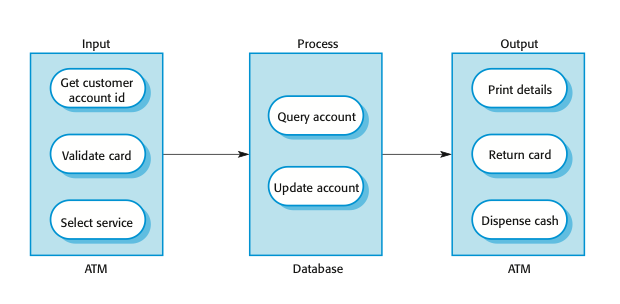 Input
Process
Output
Get customer
account id
Validate card
Select service
Query account
Update account
Print details
Return card
Dispense cash
ATM
Database
ATM